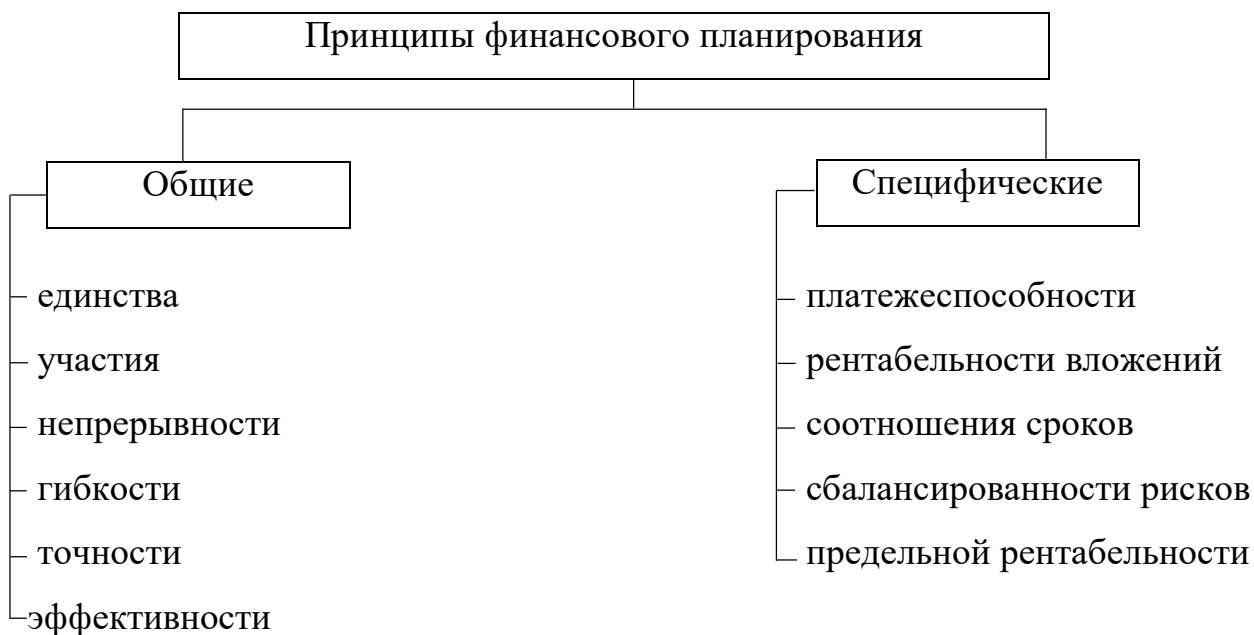 Принципы финансового планирования
Общие
единства
участия
непрерывности
гибкости
точности
эффективности
Специфические
платежеспособности
рентабельности вложений
соотношения сроков
сбалансированности рисков
предельной рентабельности